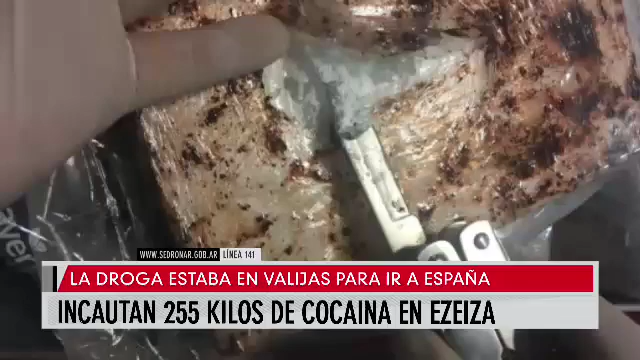 WWW.SEDRONAR.GOB.AR LÍNEA 141
LA DROGA ESTABA EN VALIJAS PARA IR A ESPAÑA
INCAUTAN 255 KILOS DE COCAINA EN EZEIZA